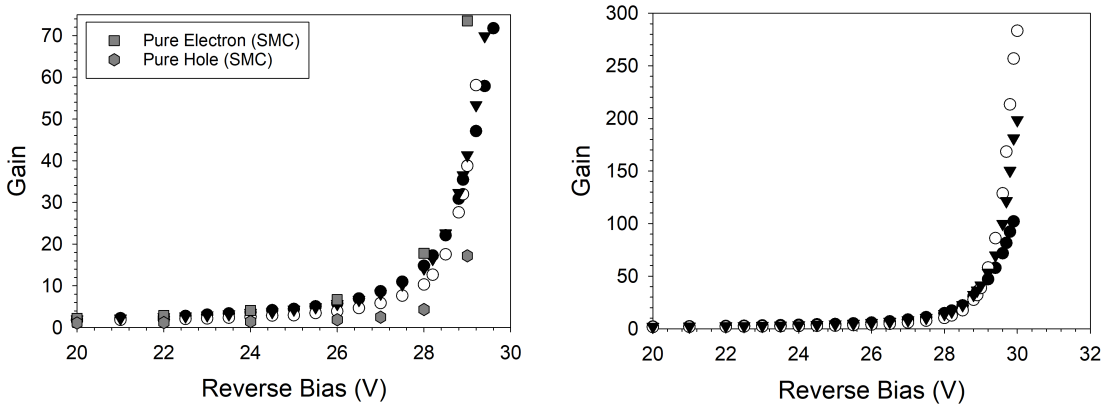 70
60
50
40
30
20
10
0
Gain
Pure Electron (SMC)
Pure Hole (SMC)
20 22 24 26 28 30
Reverse Bias (V)
300
250
200
150
100
50
0
Gain
20 22 24 26 28 30 32
Reverse Bias (V)